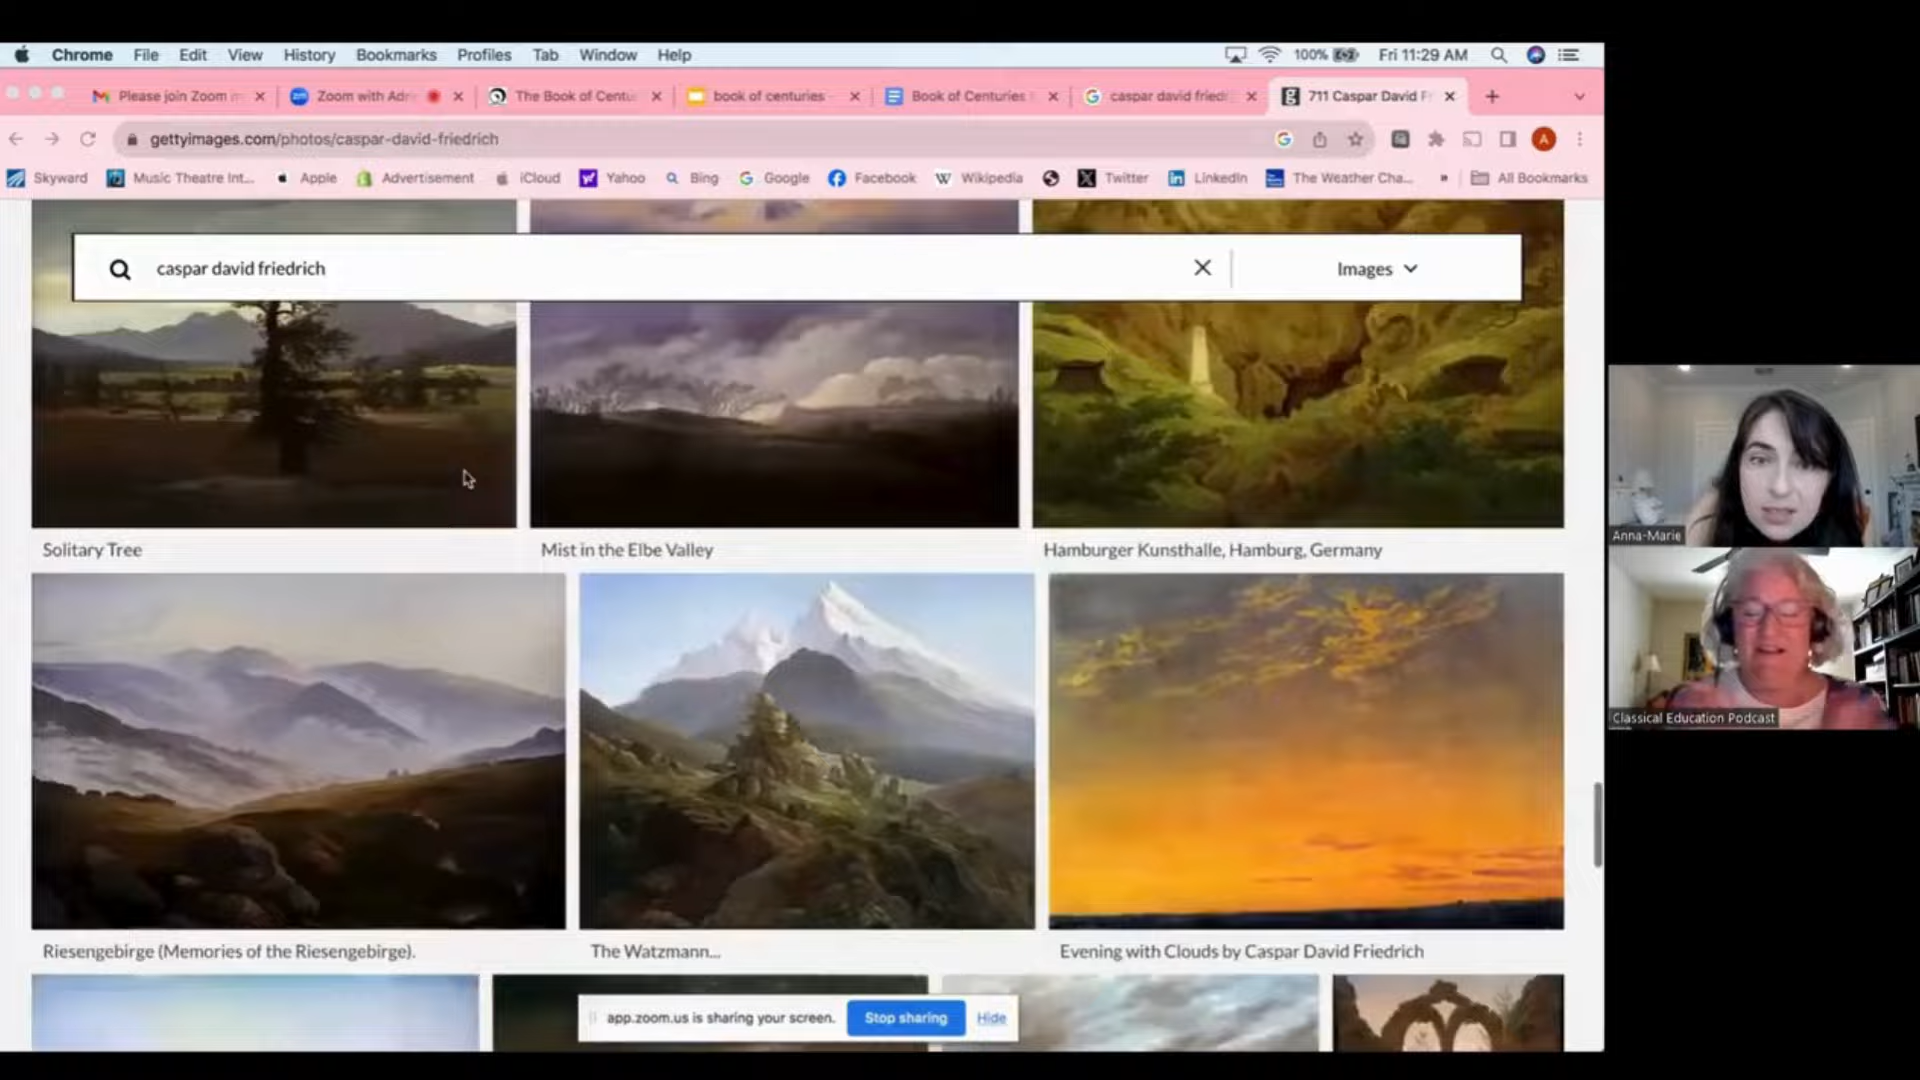 Chrome File Edit View History Bookmarks Profiles Tab Window Help 100% Fri 11:29 AM
Please join Zoom m Zoom with Adri The Book of Centu book of centuries - Book of Centuries caspar david friedr 711 Caspar David F
gettyimages.com/photos/caspar-david-friedrich A
Skyward Music Theatre Int... Apple Advertisement iCloud Yahoo Bing Google Facebook Wikipedia Twitter LinkedIn The Weather Cha... » All Bookmarks
caspar david friedrich Images
Solitary Tree Mist in the Elbe Valley Hamburger Kunsthalle, Hamburg, Germany
Anna-Marie
Classical Education Podcast
Riesengebirge (Memories of the Riesengebirge). The Watzmann... Evening with Clouds by Caspar David Friedrich
app.zoom.us is sharing your screen. Stop sharing Hide